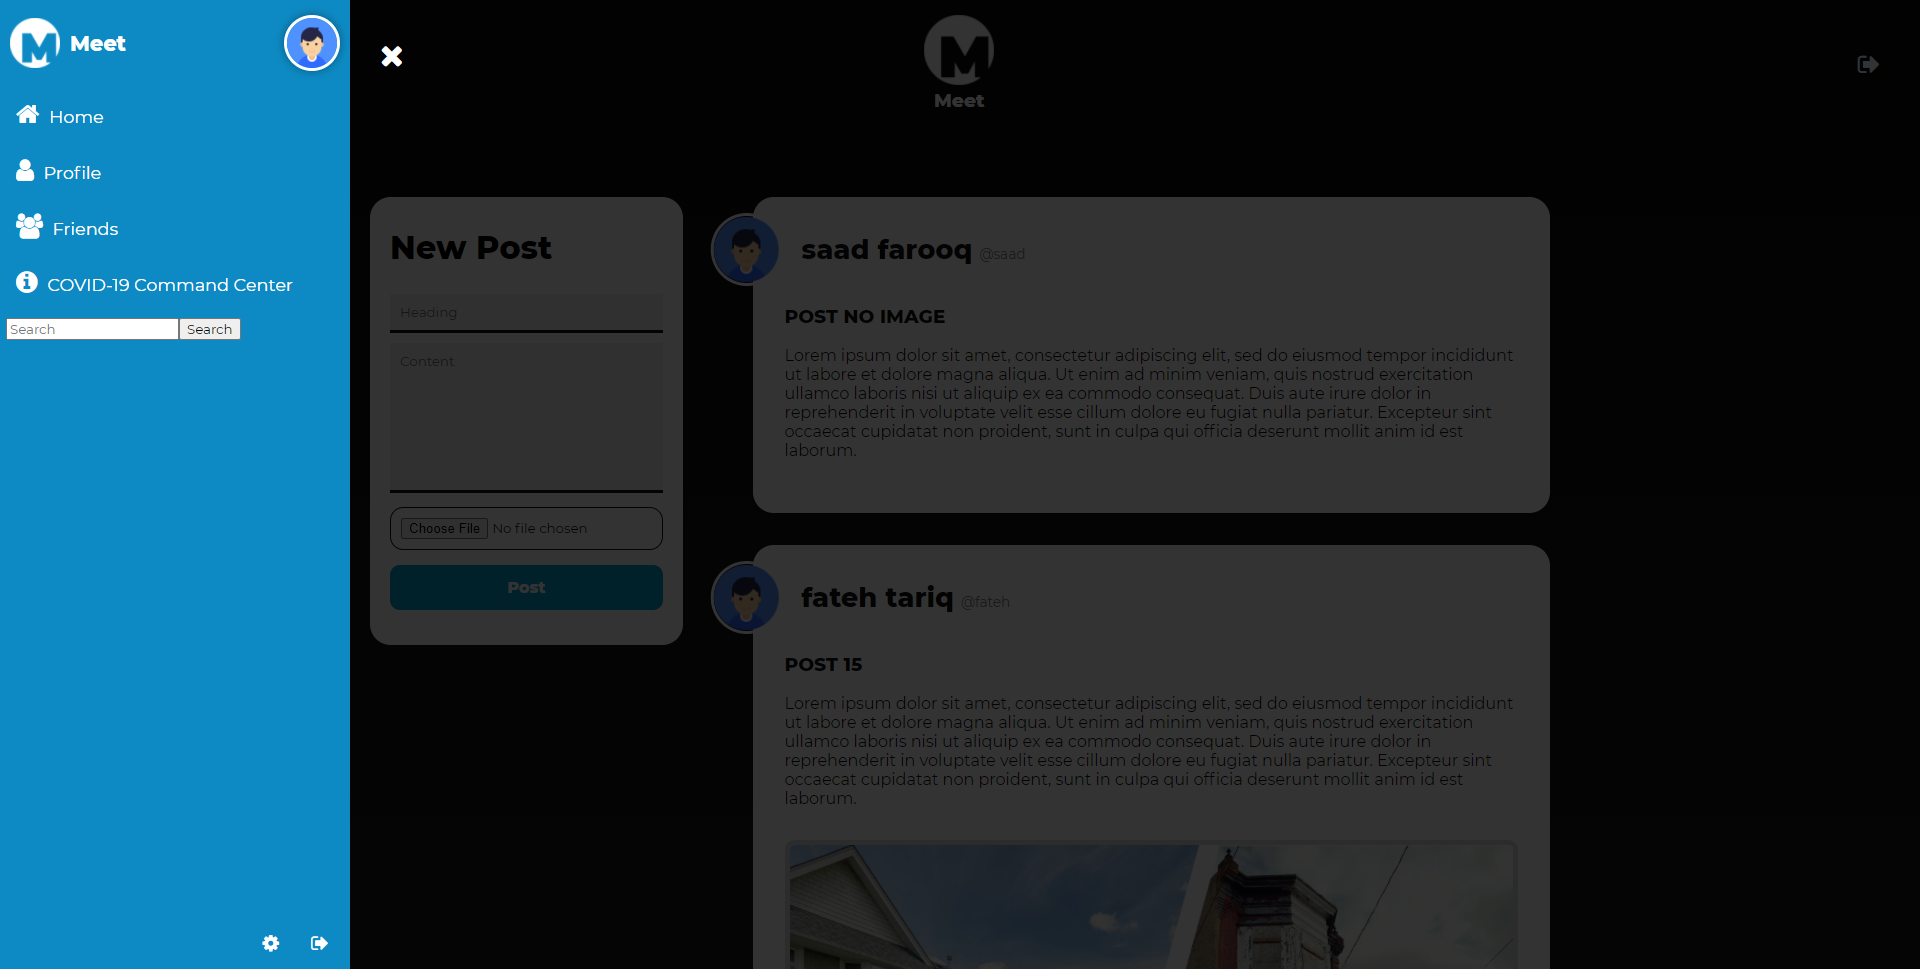 Meet
Home
Profile
Friends
COVID-19 Command Center
Search Search
Meet
New Post
Heading
Content
Choose File No file chosen
Post
saad farooq @saad
POST NO IMAGE
Lorem ipsum dolor sit amet, consectetur adipiscing elit, sed do eiusmod tempor incididunt
ut labore et dolore magna aliqua. Ut enim ad minim veniam, quis nostrud exercitation
ullamco laboris nisi ut aliquip ex ea commodo consequat. Duis aute irure dolor in
reprehenderit in voluptate velit esse cillum dolore eu fugiat nulla pariatur. Excepteur sint
occaecat cupidatat non proident, sunt in culpa qui officia deserunt mollit anim id est
laborum.
fateh tariq @fateh
POST 15
Lorem ipsum dolor sit amet, consectetur adipiscing elit, sed do eiusmod tempor incididunt
ut labore et dolore magna aliqua. Ut enim ad minim veniam, quis nostrud exercitation
ullamco laboris nisi ut aliquip ex ea commodo consequat. Duis aute irure dolor in
reprehenderit in voluptate velit esse cillum dolore eu fugiat nulla pariatur. Excepteur sint
occaecat cupidatat non proident, sunt in culpa qui officia deserunt mollit anim id est
laborum.